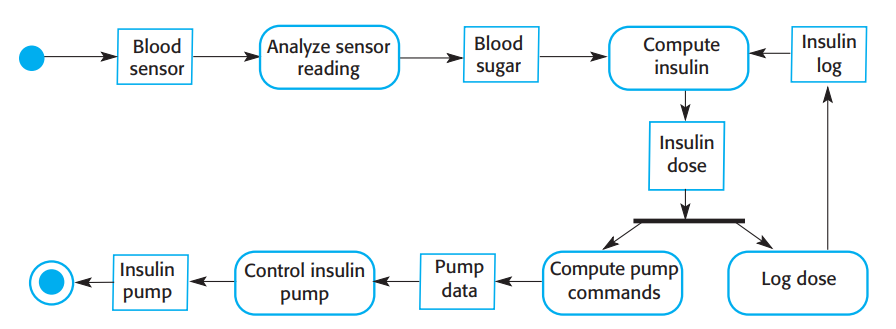 Blood
sensor
Analyze sensor
reading
Blood
sugar
Compute
insulin
Insulin
log
Insulin
dose
Insulin
pump
Control insulin
pump
Pump
data
Compute pump
commands
Log dose